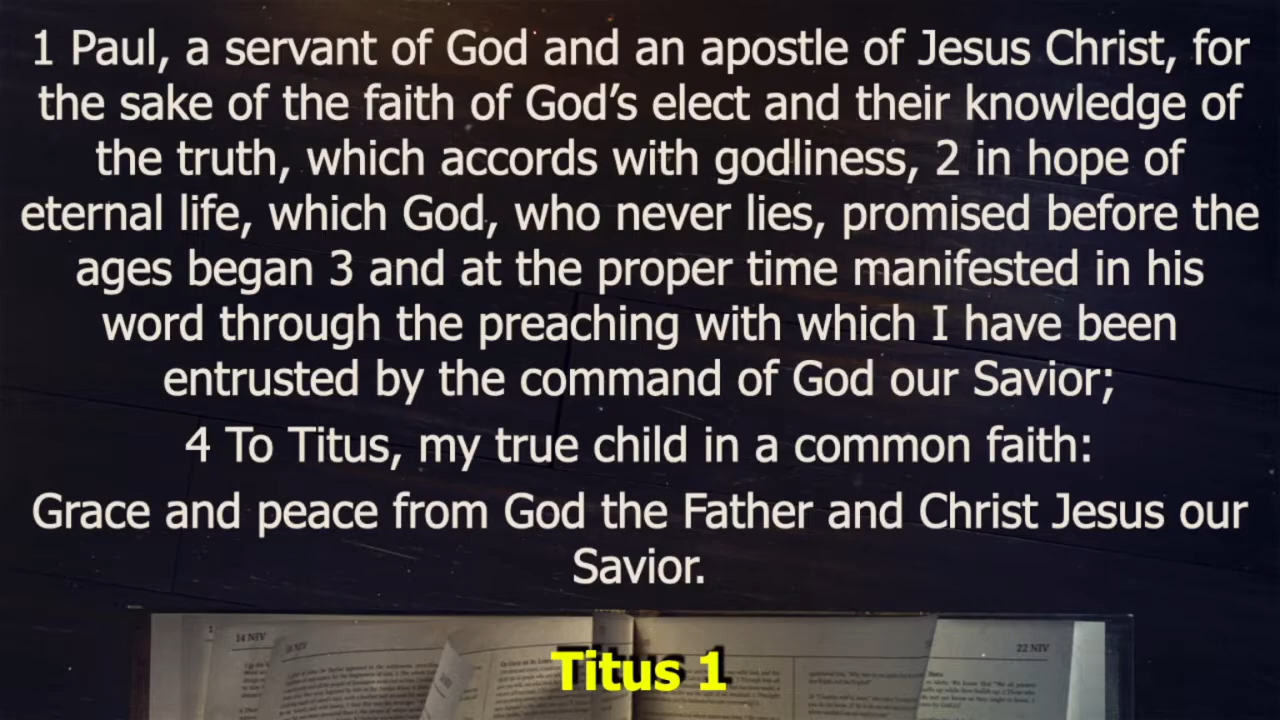 1 Paul, a servant of God and an apostle of Jesus Christ, for
the sake of the faith of God’s elect and their knowledge of
the truth, which accords with godliness, 2 in hope of
eternal life, which God, who never lies, promised before the
ages began 3 and at the proper time manifested in his
word through the preaching with which I have been
entrusted by the command of God our Savior;
4 To Titus, my true child in a common faith:
Grace and peace from God the Father and Christ Jesus our
Savior.
14 NIV
22 NIV
Titus 1